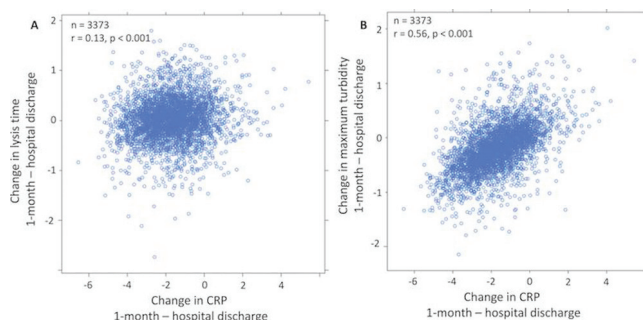 A
n = 3373
r = 0.13, p < 0.001
2
1
0
-1
-2
Change in lysis time
1-month – hospital discharge
-6 -4 -2 0 2 4 6
Change in CRP
1-month – hospital discharge
B
n = 3373
r = 0.56, p < 0.001
2
1
0
-1
-2
Change in maximum turbidity
1-month – hospital discharge
-6 -4 -2 0 2 4 6
Change in CRP
1-month – hospital discharge